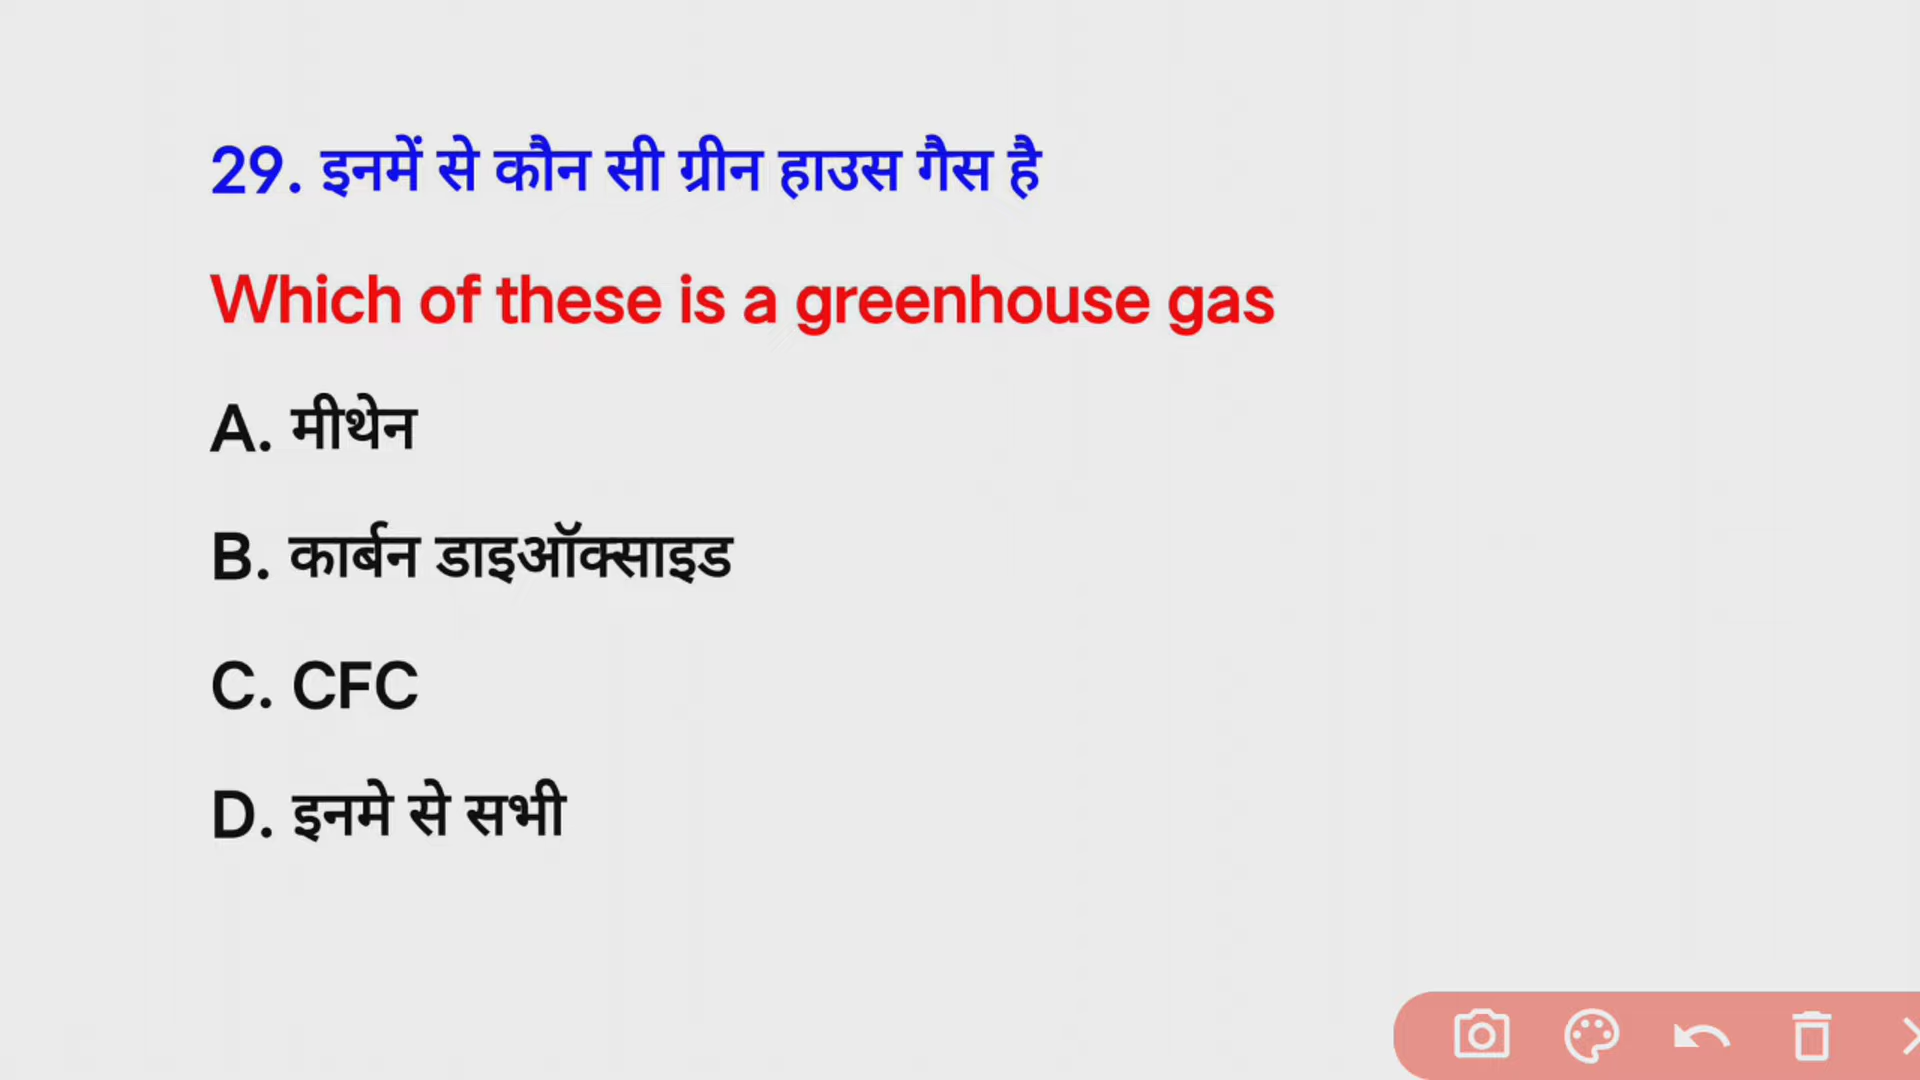 29. इनमें से कौन सी ग्रीन हाउस गैस है
Which of these is a greenhouse gas
A. मीथेन
B. कार्बन डाइऑक्साइड
C. CFC
D. इनमे से सभी